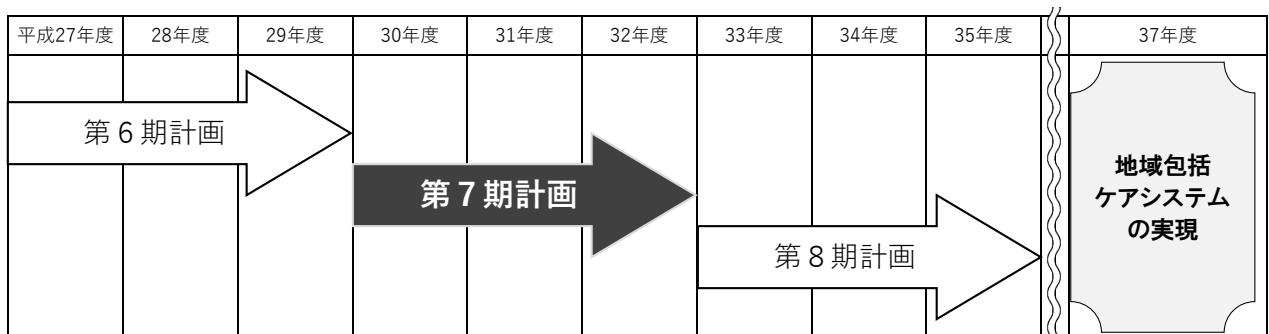 平成27年度 28年度 29年度 30年度 31年度 32年度 33年度 34年度 35年度 37年度
第6期計画
第7期計画
第8期計画
地域包括
ケアシステム
の実現